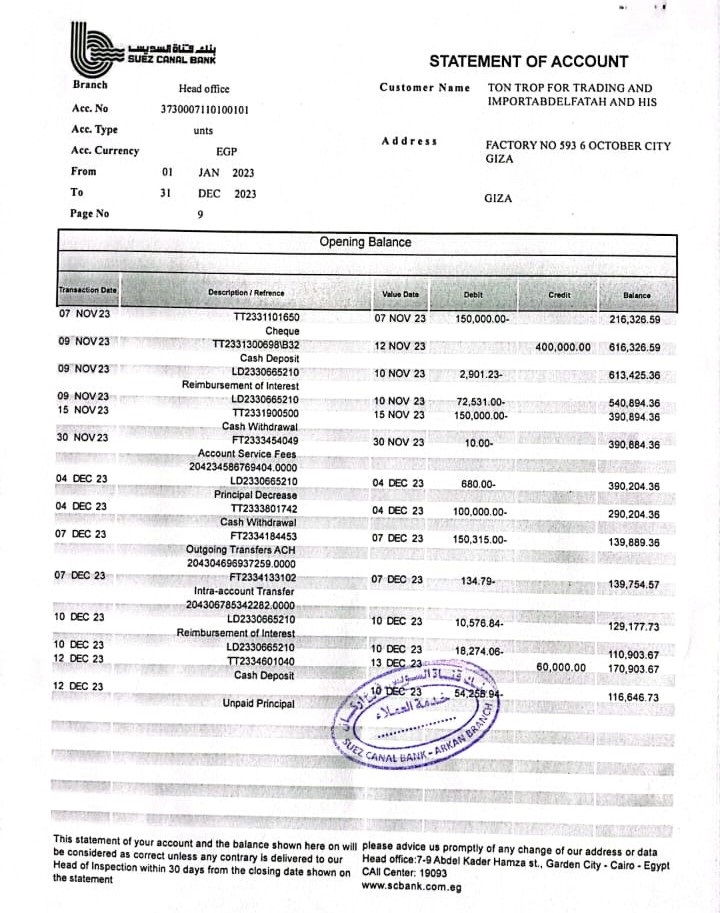 بنك قناة السويس
SUEZ CANAL BANK
STATEMENT OF ACCOUNT
Branch Head office
Customer Name TON TROP FOR TRADING AND
IMPORTABDELFATAH AND HIS
Acc. No 3730007110100101
Acc. Type unts
Address FACTORY NO 593 6 OCTOBER CITY
GIZA
Acc. Currency EGP
From 01 JAN 2023
To 31 DEC 2023
GIZA
Page No 9
Opening Balance
Transaction Date Description / Refrence Value Date Debit Credit Balance
07 NOV 23 TT2331101650 07 NOV 23 150,000.00- 216,326.59
Cheque
09 NOV 23 TT2331300698\B32 12 NOV 23 400,000.00 616,326.59
Cash Deposit
09 NOV 23 LD2330665210 10 NOV 23 2,901.23- 613,425.36
Reimbursement of Interest
09 NOV 23 LD2330665210 10 NOV 23 72,531.00- 540,894.36
15 NOV 23 TT2331900500 15 NOV 23 150,000.00- 390,894.36
Cash Withdrawal
30 NOV 23 FT2333454049 30 NOV 23 10.00- 390,884.36
Account Service Fees
204234586769404.0000
04 DEC 23 LD2330665210 04 DEC 23 680.00- 390,204.36
Principal Decrease
04 DEC 23 TT2333801742 04 DEC 23 100,000.00- 290,204.36
Cash Withdrawal
07 DEC 23 FT2334184453 07 DEC 23 150,315.00- 139,889.36
Outgoing Transfers ACH
204304696937259.0000
07 DEC 23 FT2334133102 07 DEC 23 134.79- 139,754.57
Intra-account Transfer
204306785342282.0000
10 DEC 23 LD2330665210 10 DEC 23 10,576.84- 129,177.73
Reimbursement of Interest
10 DEC 23 LD2330665210 10 DEC 23 18,274.06- 110,903.67
12 DEC 23 TT2334601040 13 DEC 23 60,000.00 170,903.67
Cash Deposit
12 DEC 23 10 DEC 23 54,256.94- 116,646.73
Unpaid Principal
بنك قناة السويس فرع اركان
خدمة العملاء
SUEZ CANAL BANK - ARKAN BRANCH
This statement of your account and the balance shown here on will
be considered as correct unless any contrary is delivered to our
Head of Inspection within 30 days from the closing date shown on
the statement
please advice us promptly of any change of our address or data
Head office:7-9 Abdel Kader Hamza st., Garden City - Cairo - Egypt
CAll Center: 19093
www.scbank.com.eg